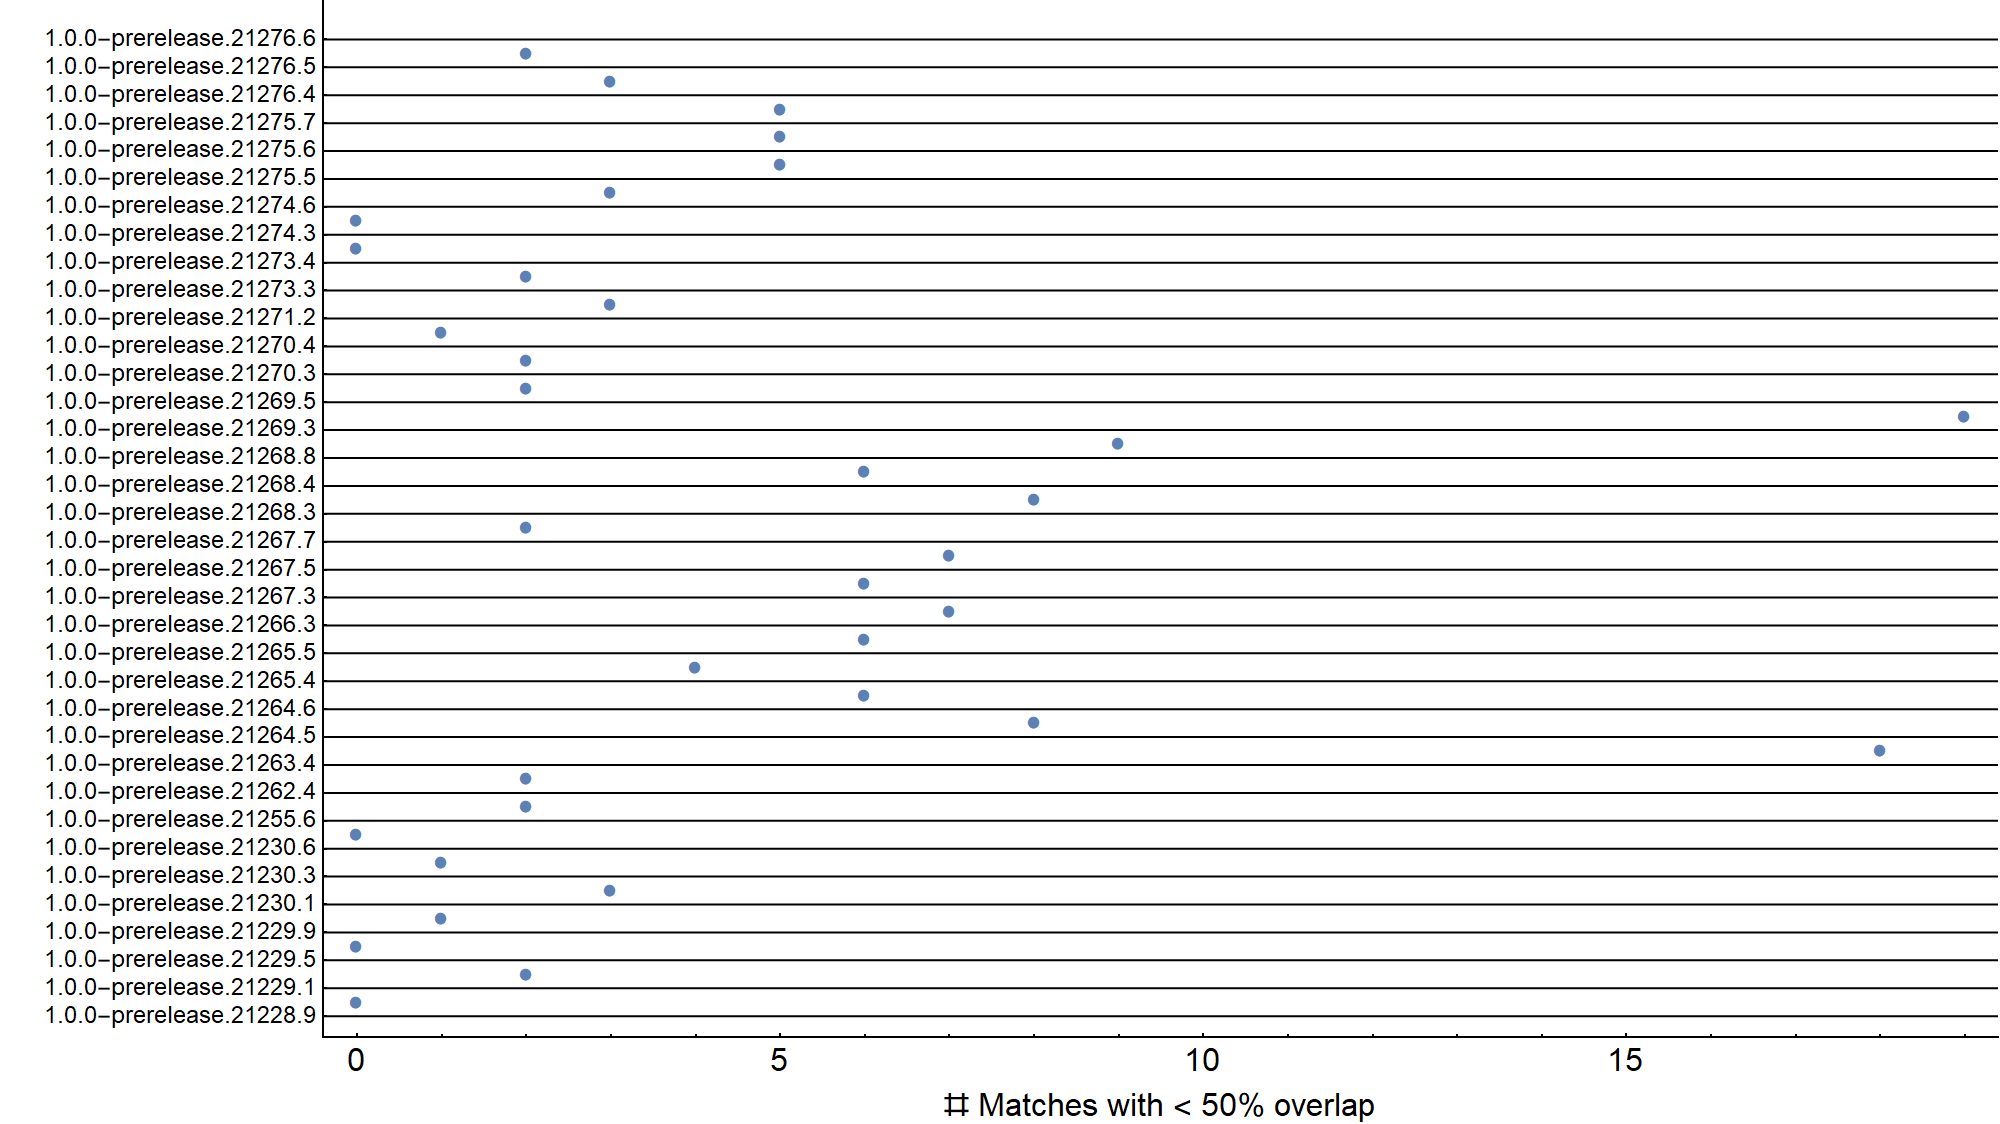 1.0.0−prerelease.21276.6
1.0.0−prerelease.21276.5
1.0.0−prerelease.21276.4
1.0.0−prerelease.21275.7
1.0.0−prerelease.21275.6
1.0.0−prerelease.21275.5
1.0.0−prerelease.21274.6
1.0.0−prerelease.21274.3
1.0.0−prerelease.21273.4
1.0.0−prerelease.21273.3
1.0.0−prerelease.21271.2
1.0.0−prerelease.21270.4
1.0.0−prerelease.21270.3
1.0.0−prerelease.21269.5
1.0.0−prerelease.21269.3
1.0.0−prerelease.21268.8
1.0.0−prerelease.21268.4
1.0.0−prerelease.21268.3
1.0.0−prerelease.21267.7
1.0.0−prerelease.21267.5
1.0.0−prerelease.21267.3
1.0.0−prerelease.21266.3
1.0.0−prerelease.21265.5
1.0.0−prerelease.21265.4
1.0.0−prerelease.21264.6
1.0.0−prerelease.21264.5
1.0.0−prerelease.21263.4
1.0.0−prerelease.21262.4
1.0.0−prerelease.21255.6
1.0.0−prerelease.21230.6
1.0.0−prerelease.21230.3
1.0.0−prerelease.21230.1
1.0.0−prerelease.21229.9
1.0.0−prerelease.21229.5
1.0.0−prerelease.21229.1
1.0.0−prerelease.21228.9
0 5 10 15
# Matches with < 50% overlap